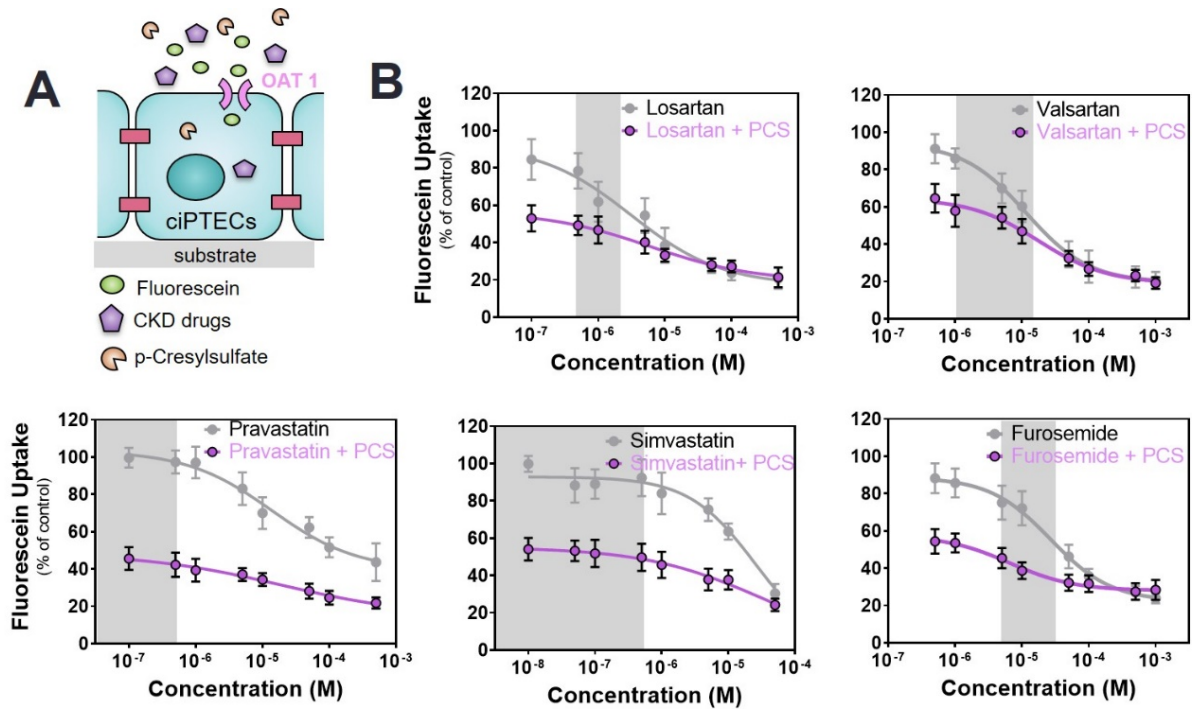 A
OAT 1
ciPTECs
substrate
Fluorescein
CKD drugs
p-Cresylsulfate
B
Fluorescein Uptake
(% of control)
120
100
80
60
40
20
0
Losartan
Losartan + PCS
10-7
10-6
10-5
10-4
10-3
Concentration (M)
120
100
80
60
40
20
0
Valsartan
Valsartan + PCS
10-7
10-6
10-5
10-4
10-3
Concentration (M)
Fluorescein Uptake
(% of control)
120
100
80
60
40
20
0
Pravastatin
Pravastatin + PCS
10-7
10-6
10-5
10-4
10-3
Concentration (M)
120
100
80
60
40
20
0
Simvastatin
Simvastatin+ PCS
10-8
10-7
10-6
10-5
10-4
Concentration (M)
120
100
80
60
40
20
0
Furosemide
Furosemide + PCS
10-7
10-6
10-5
10-4
10-3
Concentration (M)